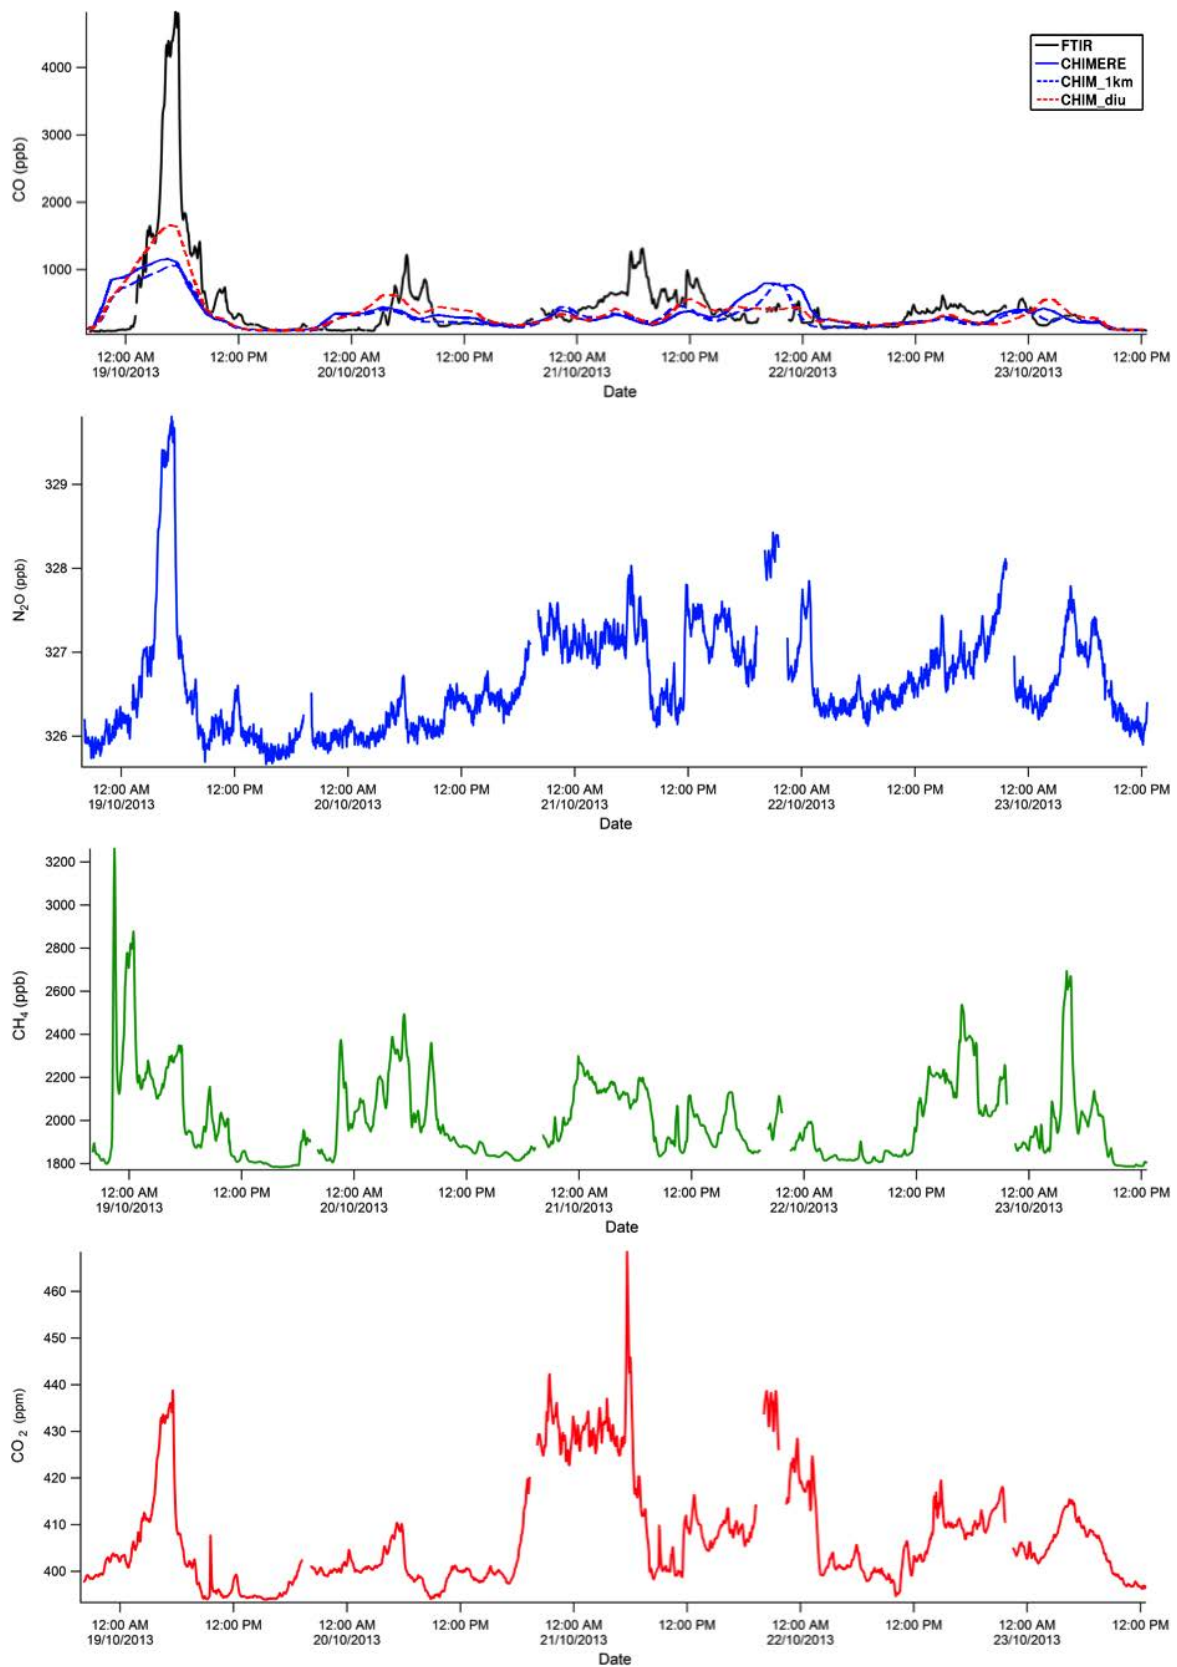 FTIR
CHIMERE
CHIM_1km
CHIM_diu
CO (ppb)
4000
3000
2000
1000
12:00 AM 12:00 PM 12:00 AM 12:00 PM 12:00 AM 12:00 PM 12:00 AM 12:00 PM 12:00 AM 12:00 PM
19/10/2013 20/10/2013 21/10/2013 22/10/2013 23/10/2013
Date
N₂O (ppb)
329
328
327
326
12:00 AM 12:00 PM 12:00 AM 12:00 PM 12:00 AM 12:00 PM 12:00 AM 12:00 PM 12:00 AM 12:00 PM
19/10/2013 20/10/2013 21/10/2013 22/10/2013 23/10/2013
Date
CH₄ (ppb)
3200
3000
2800
2600
2400
2200
2000
1800
12:00 AM 12:00 PM 12:00 AM 12:00 PM 12:00 AM 12:00 PM 12:00 AM 12:00 PM 12:00 AM 12:00 PM
19/10/2013 20/10/2013 21/10/2013 22/10/2013 23/10/2013
Date
CO₂ (ppm)
460
450
440
430
420
410
400
12:00 AM 12:00 PM 12:00 AM 12:00 PM 12:00 AM 12:00 PM 12:00 AM 12:00 PM 12:00 AM 12:00 PM
19/10/2013 20/10/2013 21/10/2013 22/10/2013 23/10/2013
Date